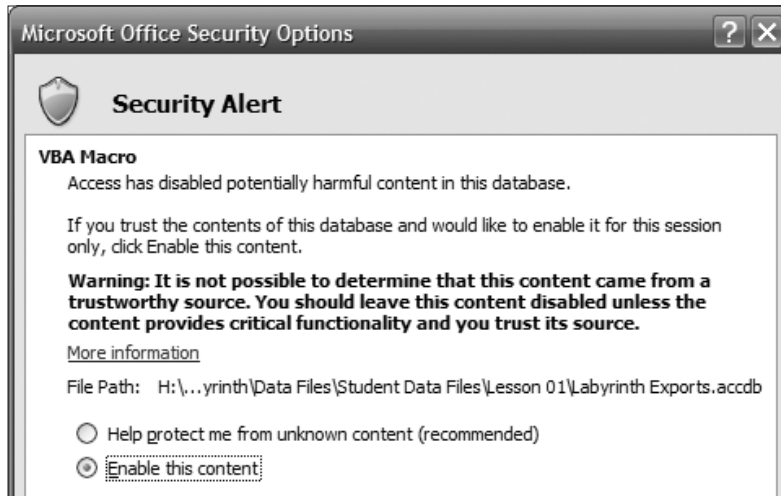 Microsoft Office Security Options
Security Alert
VBA Macro
Access has disabled potentially harmful content in this database.
If you trust the contents of this database and would like to enable it for this session
only, click Enable this content.
Warning: It is not possible to determine that this content came from a
trustworthy source. You should leave this content disabled unless the
content provides critical functionality and you trust its source.
More information
File Path: H:\...yrinth\Data Files\Student Data Files\Lesson 01\Labyrinth Exports.accdb
Help protect me from unknown content (recommended)
Enable this content